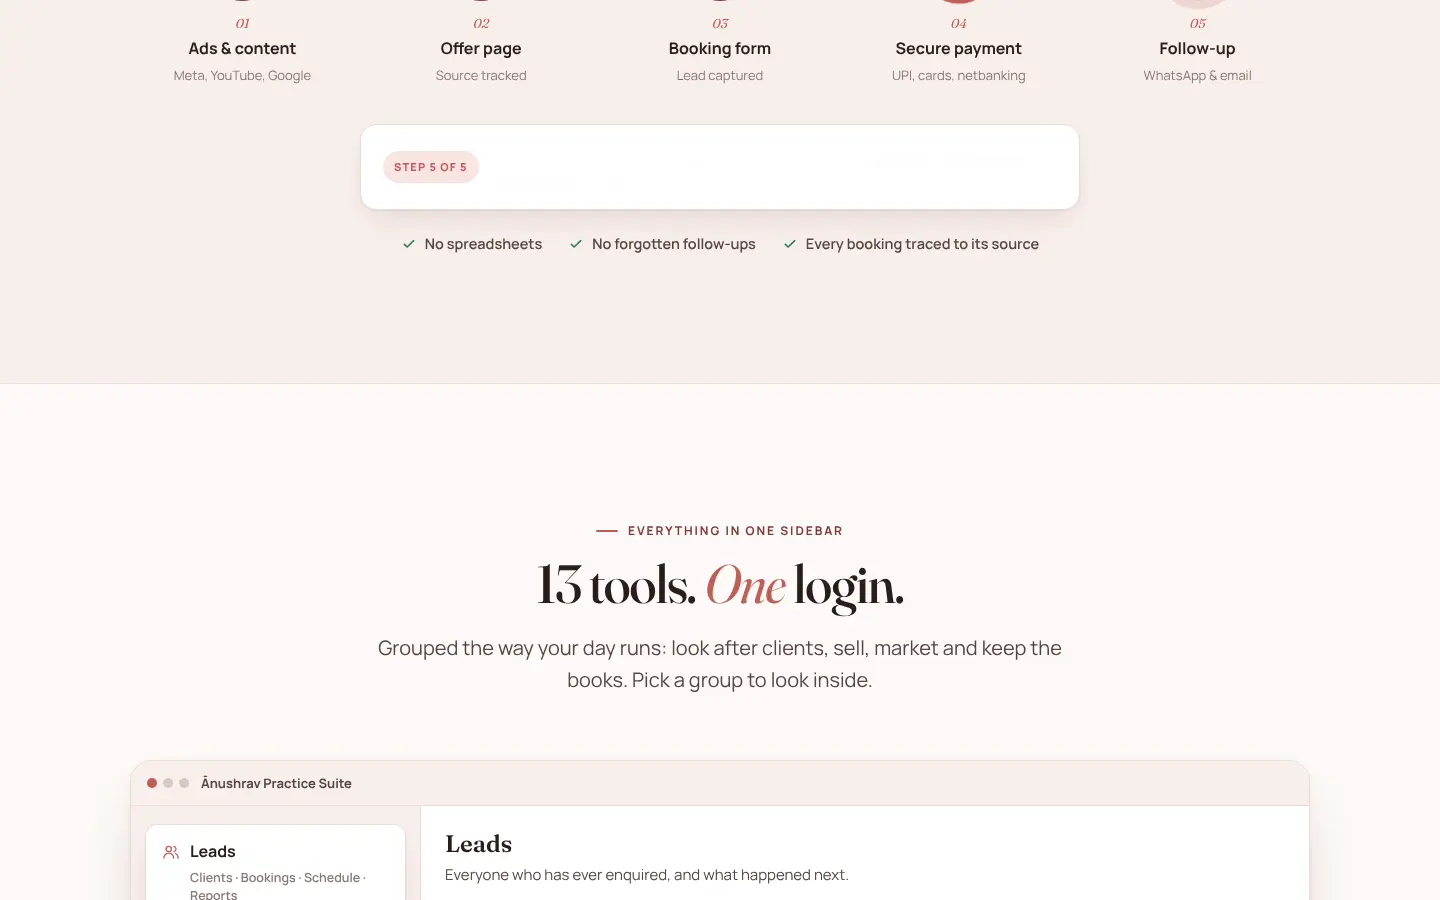 01
02
03
04
05
Ads & content
Offer page
Booking form
Secure payment
Follow-up
Meta, YouTube, Google
Source tracked
Lead captured
UPI, cards, netbanking
WhatsApp & email
STEP 5 OF 5
No spreadsheets
No forgotten follow-ups
Every booking traced to its source
EVERYTHING IN ONE SIDEBAR
13 tools. One login.
Grouped the way your day runs: look after clients, sell, market and keep the
books. Pick a group to look inside.
Ānushrav Practice Suite
Leads
Clients · Bookings · Schedule ·
Reports
Leads
Everyone who has ever enquired, and what happened next.